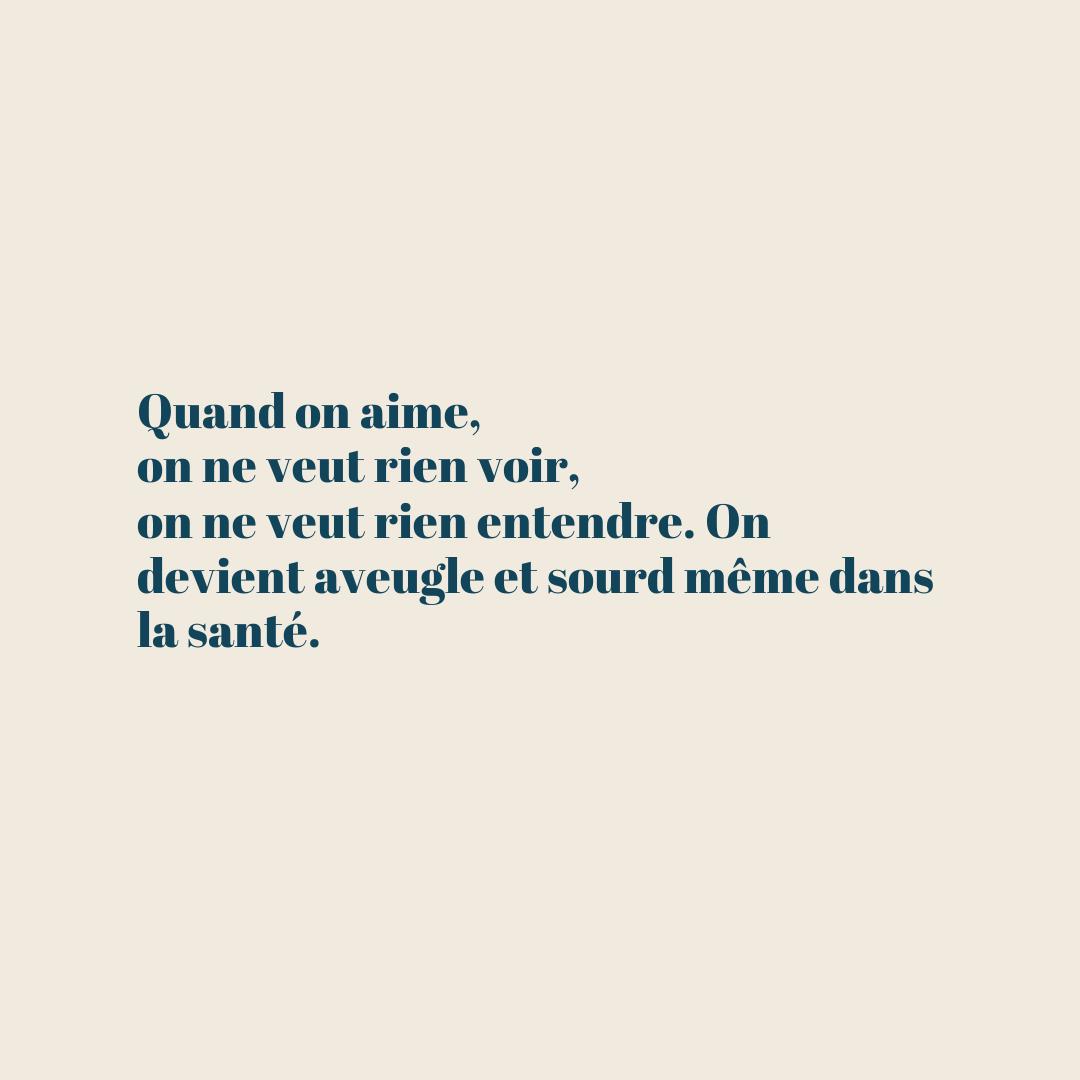 Quand on aime,
on ne veut rien voir,
on ne veut rien entendre. On
devient aveugle et sourd même dans
la santé.